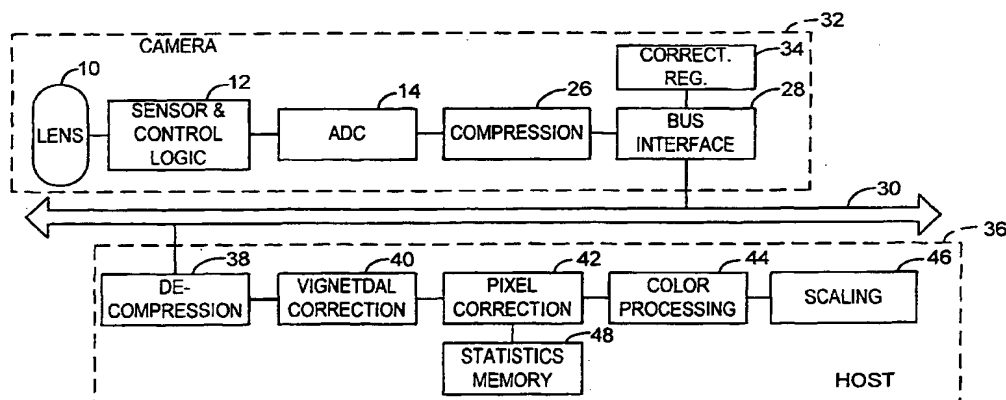 CAMERA
32
10
LENS
12
SENSOR &
CONTROL
LOGIC
14
ADC
26
COMPRESSION
34
CORRECT.
REG.
28
BUS
INTERFACE
30
36
38
DE-
COMPRESSION
40
VIGNETDAL
CORRECTION
42
PIXEL
CORRECTION
44
COLOR
PROCESSING
46
SCALING
48
STATISTICS
MEMORY
HOST